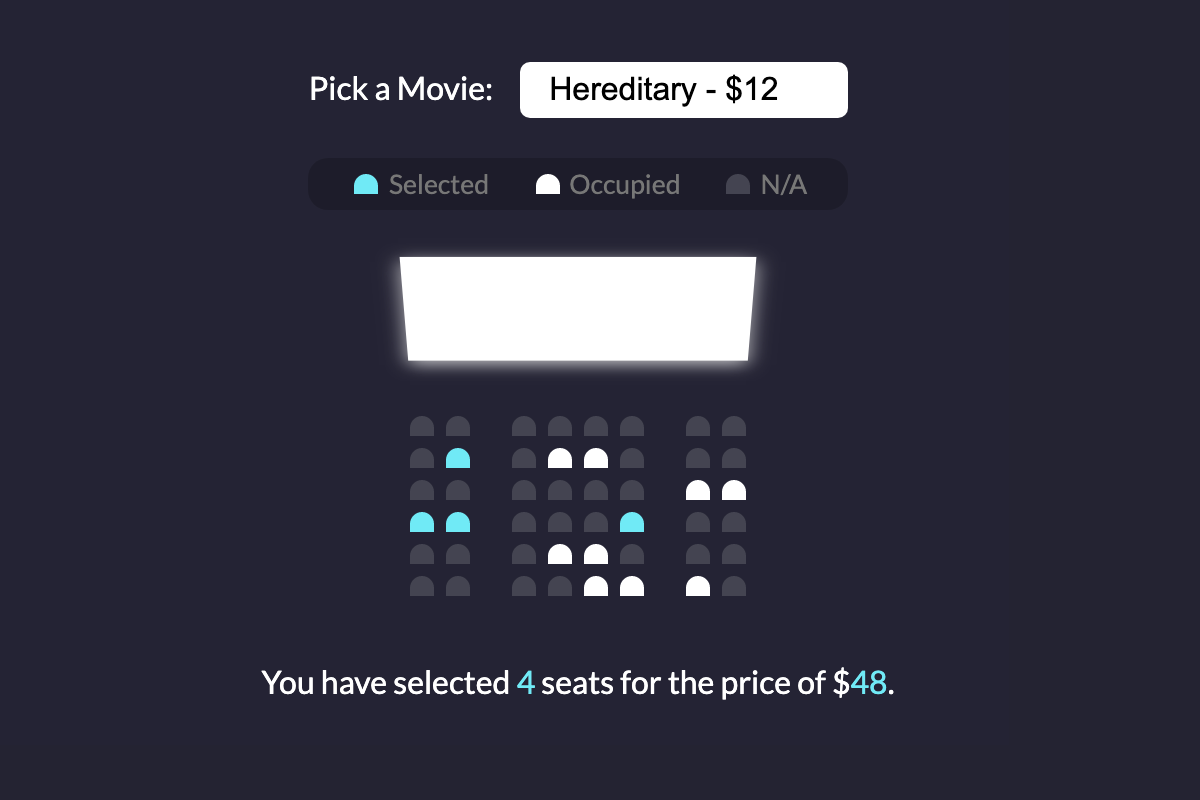 Pick a Movie: Hereditary - $12
Selected Occupied N/A
You have selected 4 seats for the price of $48.